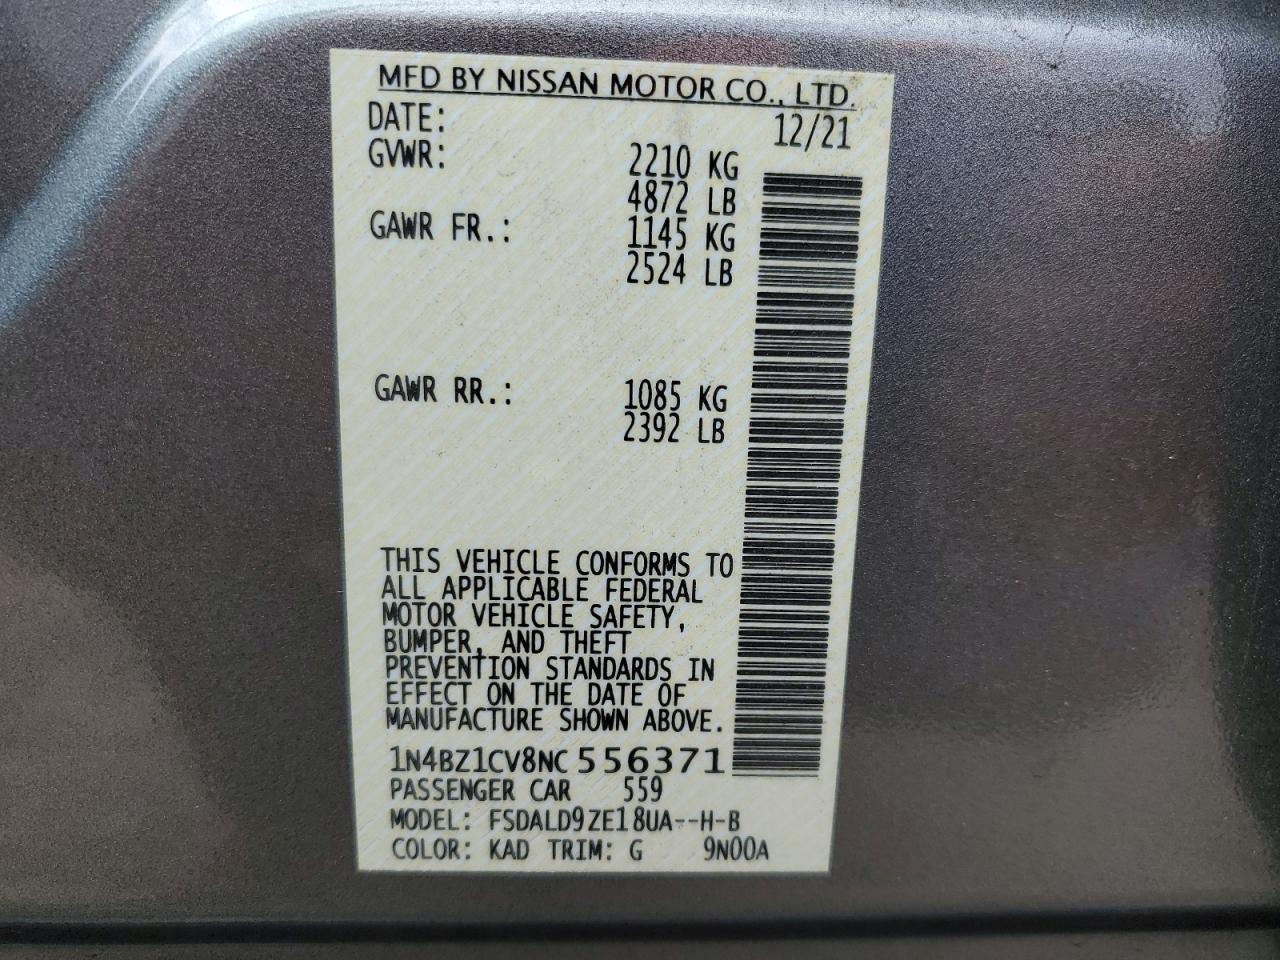 MFD BY NISSAN MOTOR CO., LTD.
DATE: 12/21
GVWR: 2210 KG
4872 LB
GAWR FR.: 1145 KG
2524 LB
GAWR RR.: 1085 KG
2392 LB
THIS VEHICLE CONFORMS TO
ALL APPLICABLE FEDERAL
MOTOR VEHICLE SAFETY,
BUMPER, AND THEFT
PREVENTION STANDARDS IN
EFFECT ON THE DATE OF
MANUFACTURE SHOWN ABOVE.
1N4BZ1CV8NC556371
PASSENGER CAR 559
MODEL: FSDALD9ZE18UA--H-B
COLOR: KAD TRIM: G 9N00A